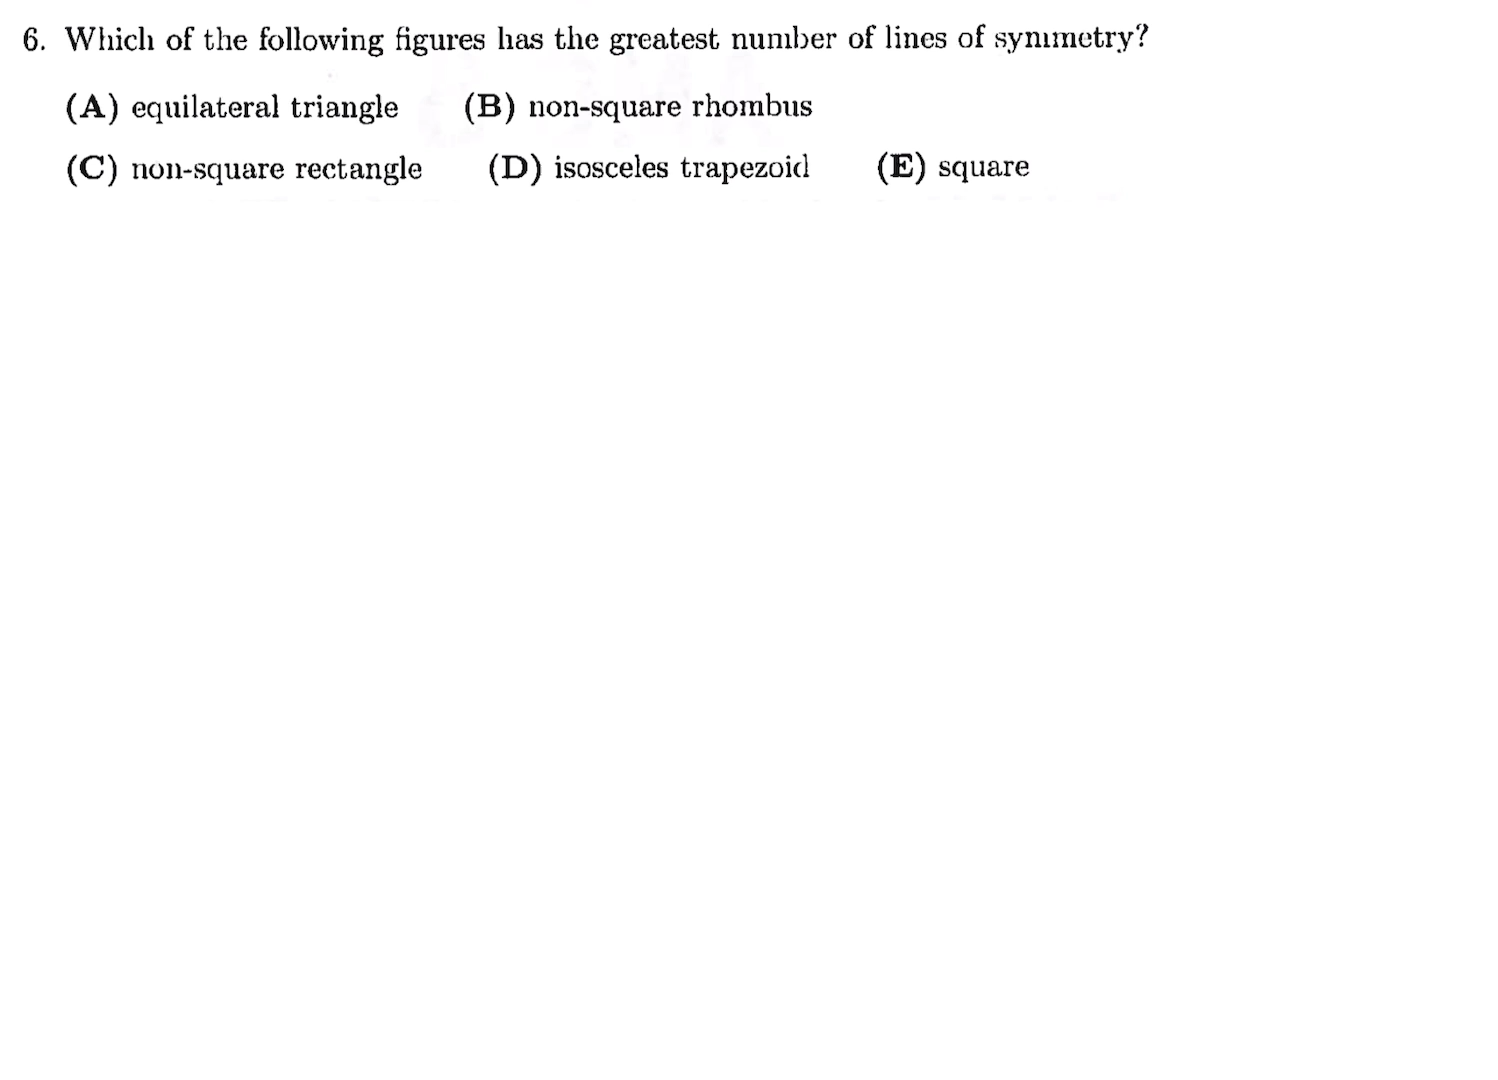 6. Which of the following figures has the greatest number of lines of symmetry?
(A) equilateral triangle (B) non-square rhombus
(C) non-square rectangle (D) isosceles trapezoid (E) square